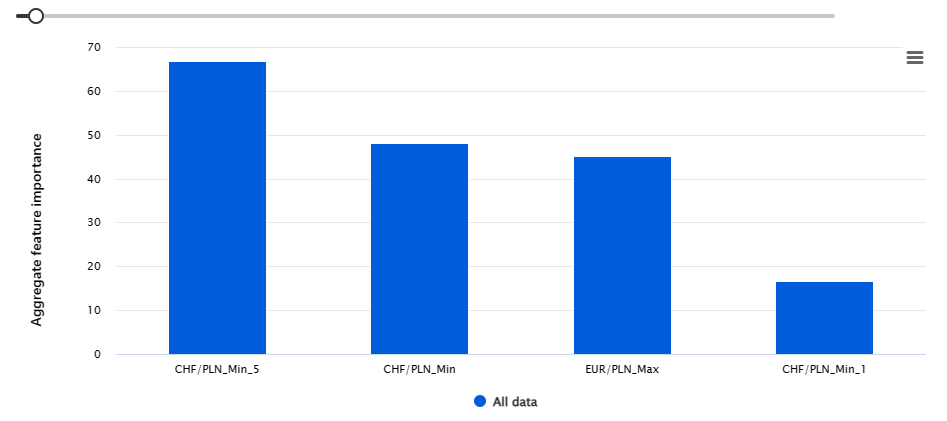 70
60
50
40
30
20
10
0
Aggregate feature importance
CHF/PLN_Min_5
CHF/PLN_Min
EUR/PLN_Max
CHF/PLN_Min_1
All data